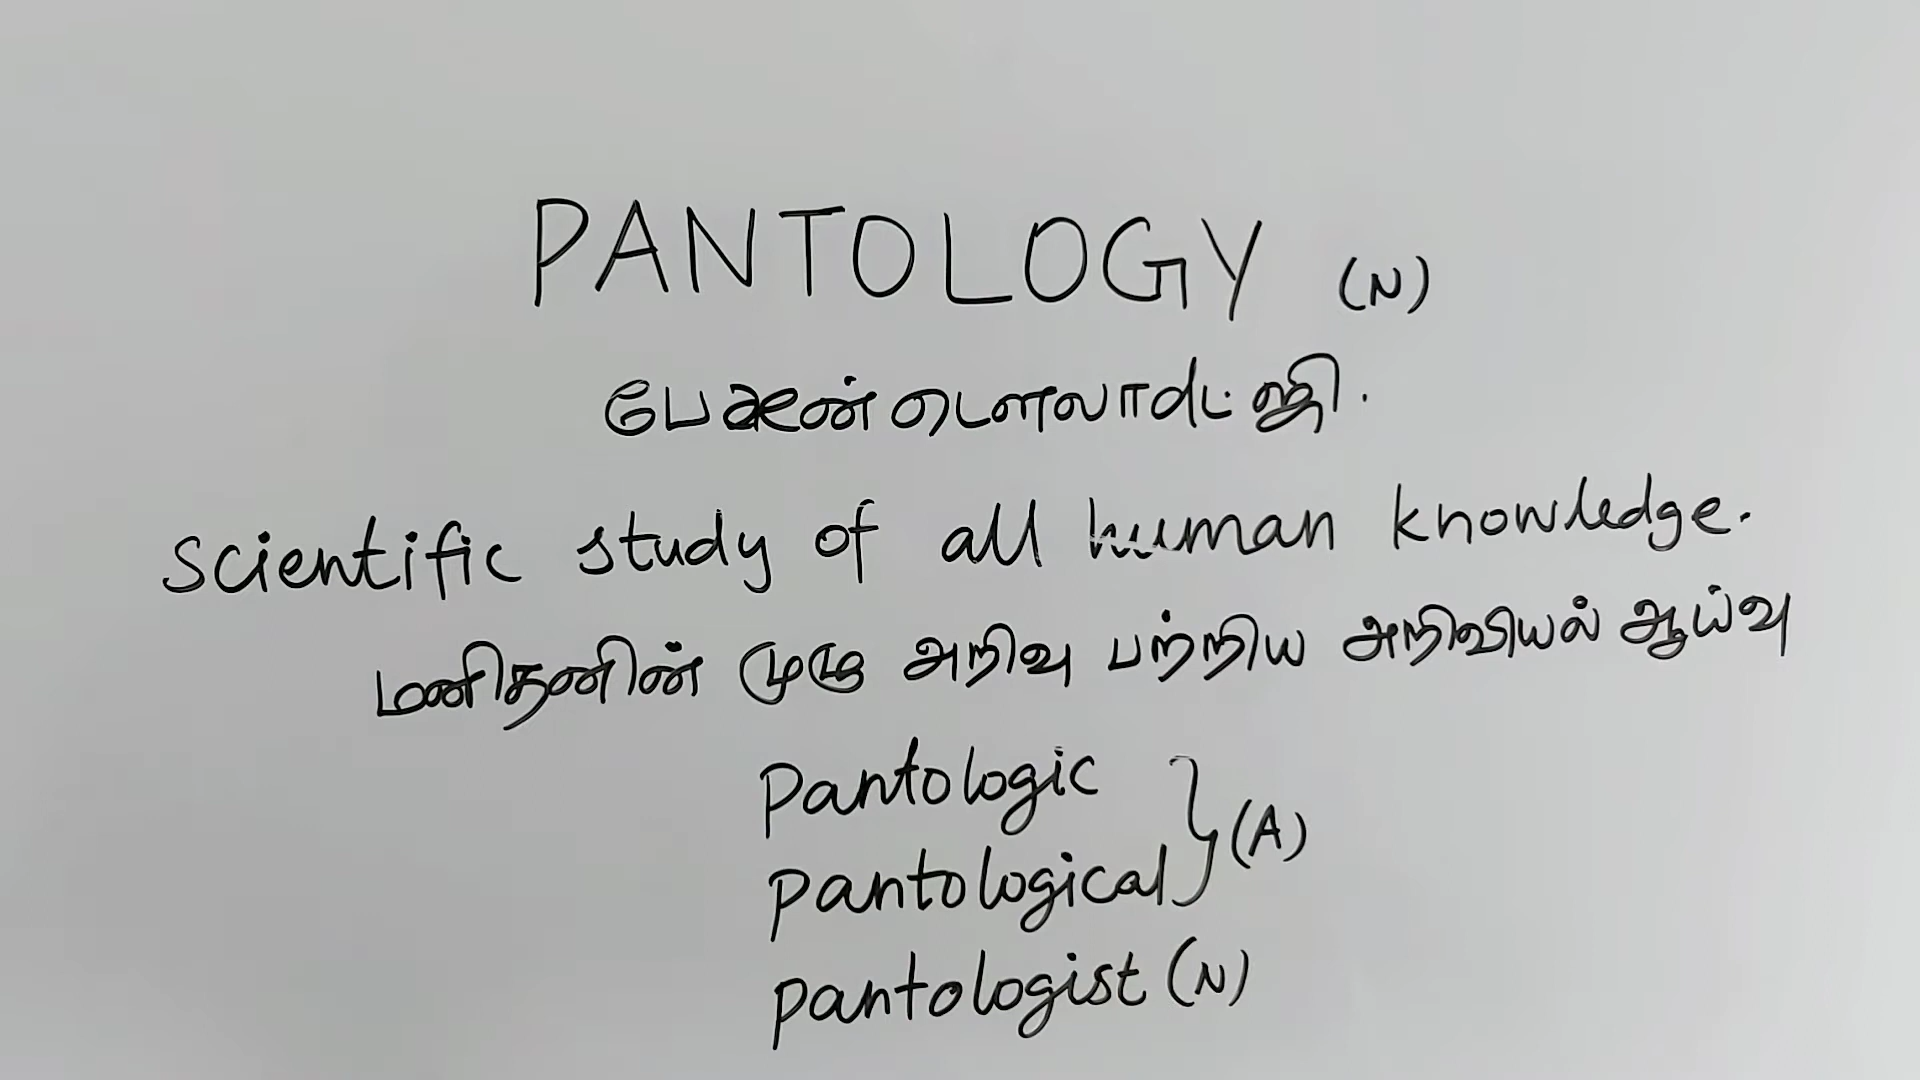 PANTOLOGY (N)
scientific study of all human knowledge.
மனிதனின் முழு அறிவு பற்றிய அறிவியல் ஆய்வு
Pantologic
pantological } (A)
pantologist (N)